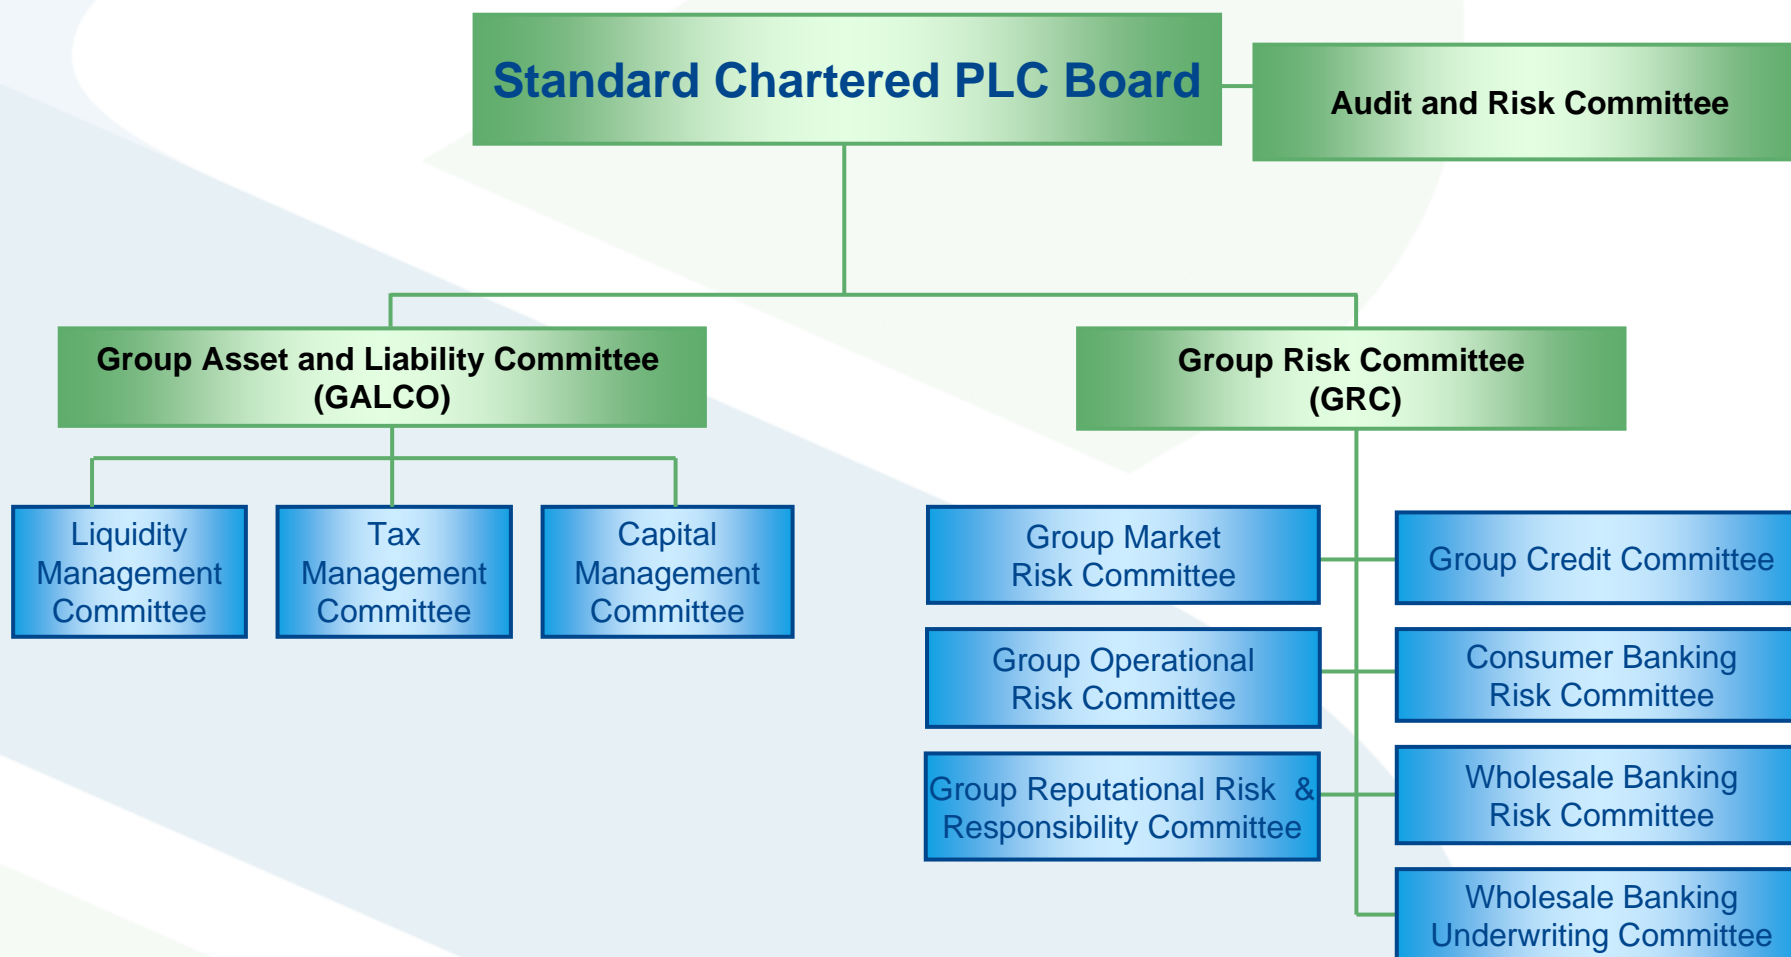 Standard Chartered PLC Board
Audit and Risk Committee
Group Asset and Liability Committee
(GALCO)
Group Risk Committee
(GRC)
Liquidity
Management
Committee
Tax
Management
Committee
Capital
Management
Committee
Group Market
Risk Committee
Group Credit Committee
Group Operational
Risk Committee
Consumer Banking
Risk Committee
Group Reputational Risk &
Responsibility Committee
Wholesale Banking
Risk Committee
Wholesale Banking
Underwriting Committee